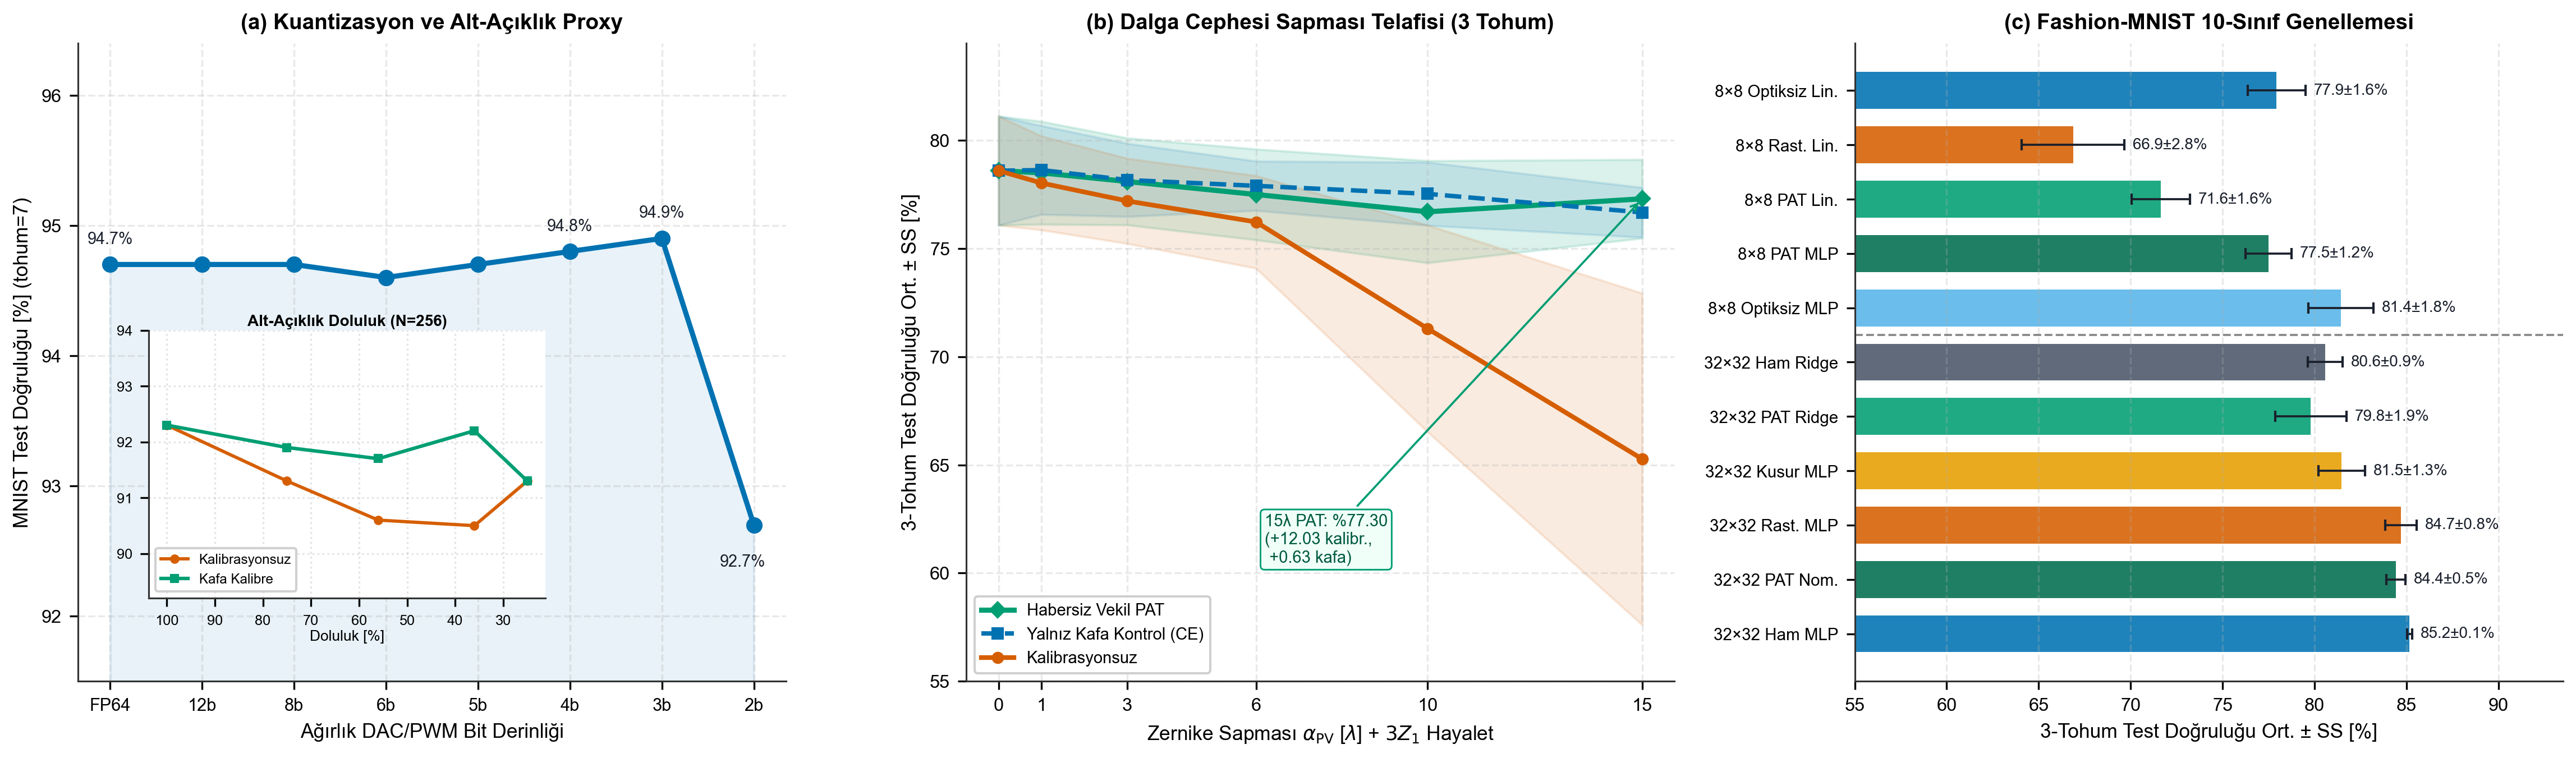 (a) Kuantizasyon ve Alt-Açıklık Proxy
MNIST Test Doğruluğu [%] (tohum=7)
96
95
94
93
92
94.7%
94.8%
94.9%
92.7%
Alt-Açıklık Doluluk (N=256)
94
93
92
91
90
Kalibrasyonsuz
Kafa Kalibre
100 90 80 70 60 50 40 30
Doluluk [%]
FP64 12b 8b 6b 5b 4b 3b 2b
Ağırlık DAC/PWM Bit Derinliği
(b) Dalga Cephesi Sapması Telafisi (3 Tohum)
3-Tohum Test Doğruluğu Ort. ± SS [%]
80
75
70
65
60
55
15λ PAT: %77.30
(+12.03 kalibr.,
+0.63 kafa)
Habersiz Vekil PAT
Yalnız Kafa Kontrol (CE)
Kalibrasyonsuz
0 1 3 6 10 15
Zernike Sapması α_PV [λ] + 3Z₁ Hayalet
(c) Fashion-MNIST 10-Sınıf Genellemesi
8×8 Optiksiz Lin. 77.9±1.6%
8×8 Rast. Lin. 66.9±2.8%
8×8 PAT Lin. 71.6±1.6%
8×8 PAT MLP 77.5±1.2%
8×8 Optiksiz MLP 81.4±1.8%
32×32 Ham Ridge 80.6±0.9%
32×32 PAT Ridge 79.8±1.9%
32×32 Kusur MLP 81.5±1.3%
32×32 Rast. MLP 84.7±0.8%
32×32 PAT Nom. 84.4±0.5%
32×32 Ham MLP 85.2±0.1%
55 60 65 70 75 80 85 90
3-Tohum Test Doğruluğu Ort. ± SS [%]